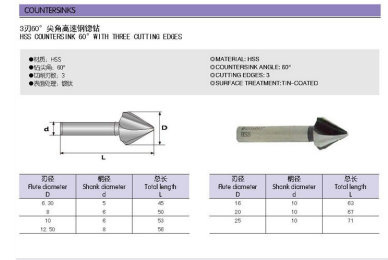 COUNTERSINKS
3刃60° 尖角高速钢锪钻
HSS COUNTERSINK 60° WITH THREE CUTTING EDGES
●材质: HSS
●钻尖角: 60°
●切削刃数: 3
●表面处理: 镀钛
○MATERIAL: HSS
○COUNTERSINK ANGLE: 60°
○CUTTING EDGES: 3
○SURFACE TREATMENT:TIN-COATED
d
D
L
HSS
刃径 柄径 总长
Flute diameter Shank diameter Total length
D d L
6.30 5 45
8 6 50
10 6 53
12.50 8 56
刃径 柄径 总长
Flute diameter Shank diameter Total length
D d L
16 10 63
20 10 67
25 10 71